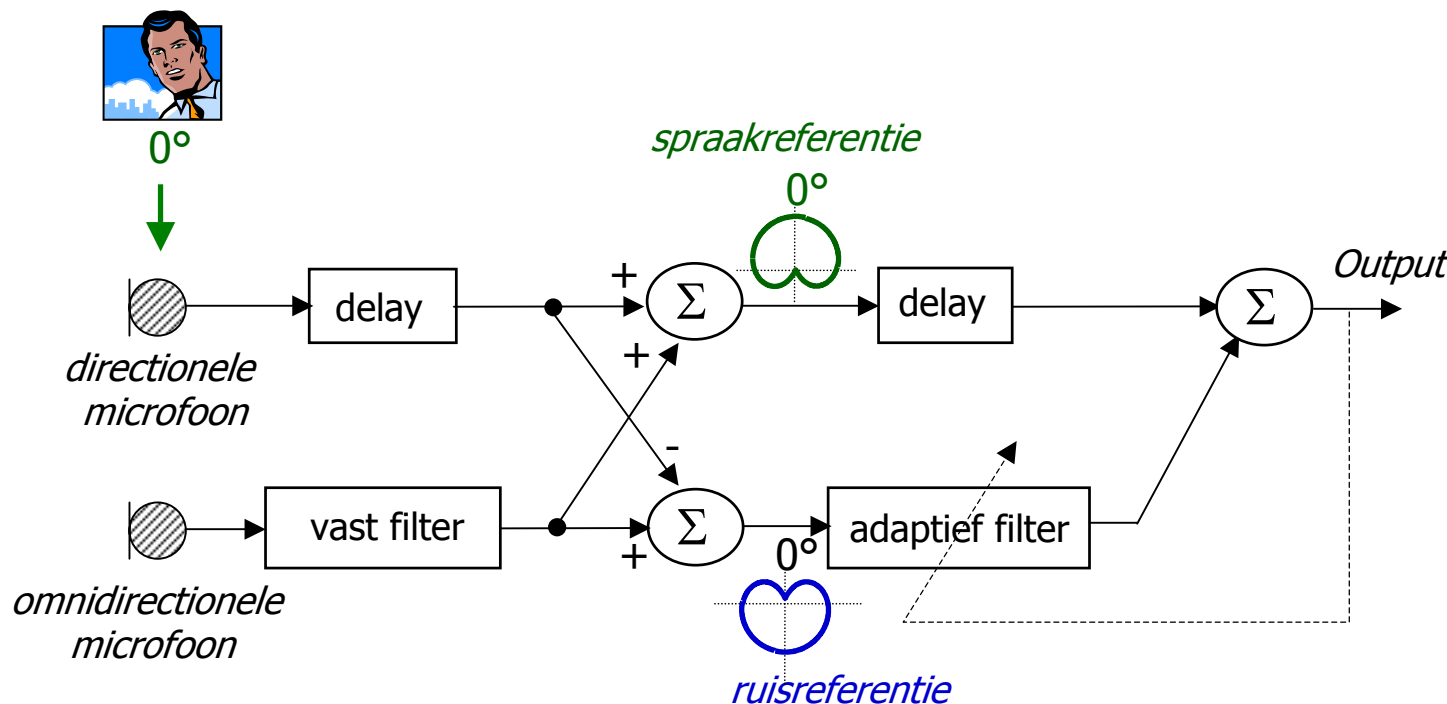 0°
spraakreferentie
0°
directionele
microfoon
delay
+
+
Σ
delay
Σ
Output
omnidirectionele
microfoon
vast filter
-
+
Σ
0°
adaptief filter
ruisreferentie